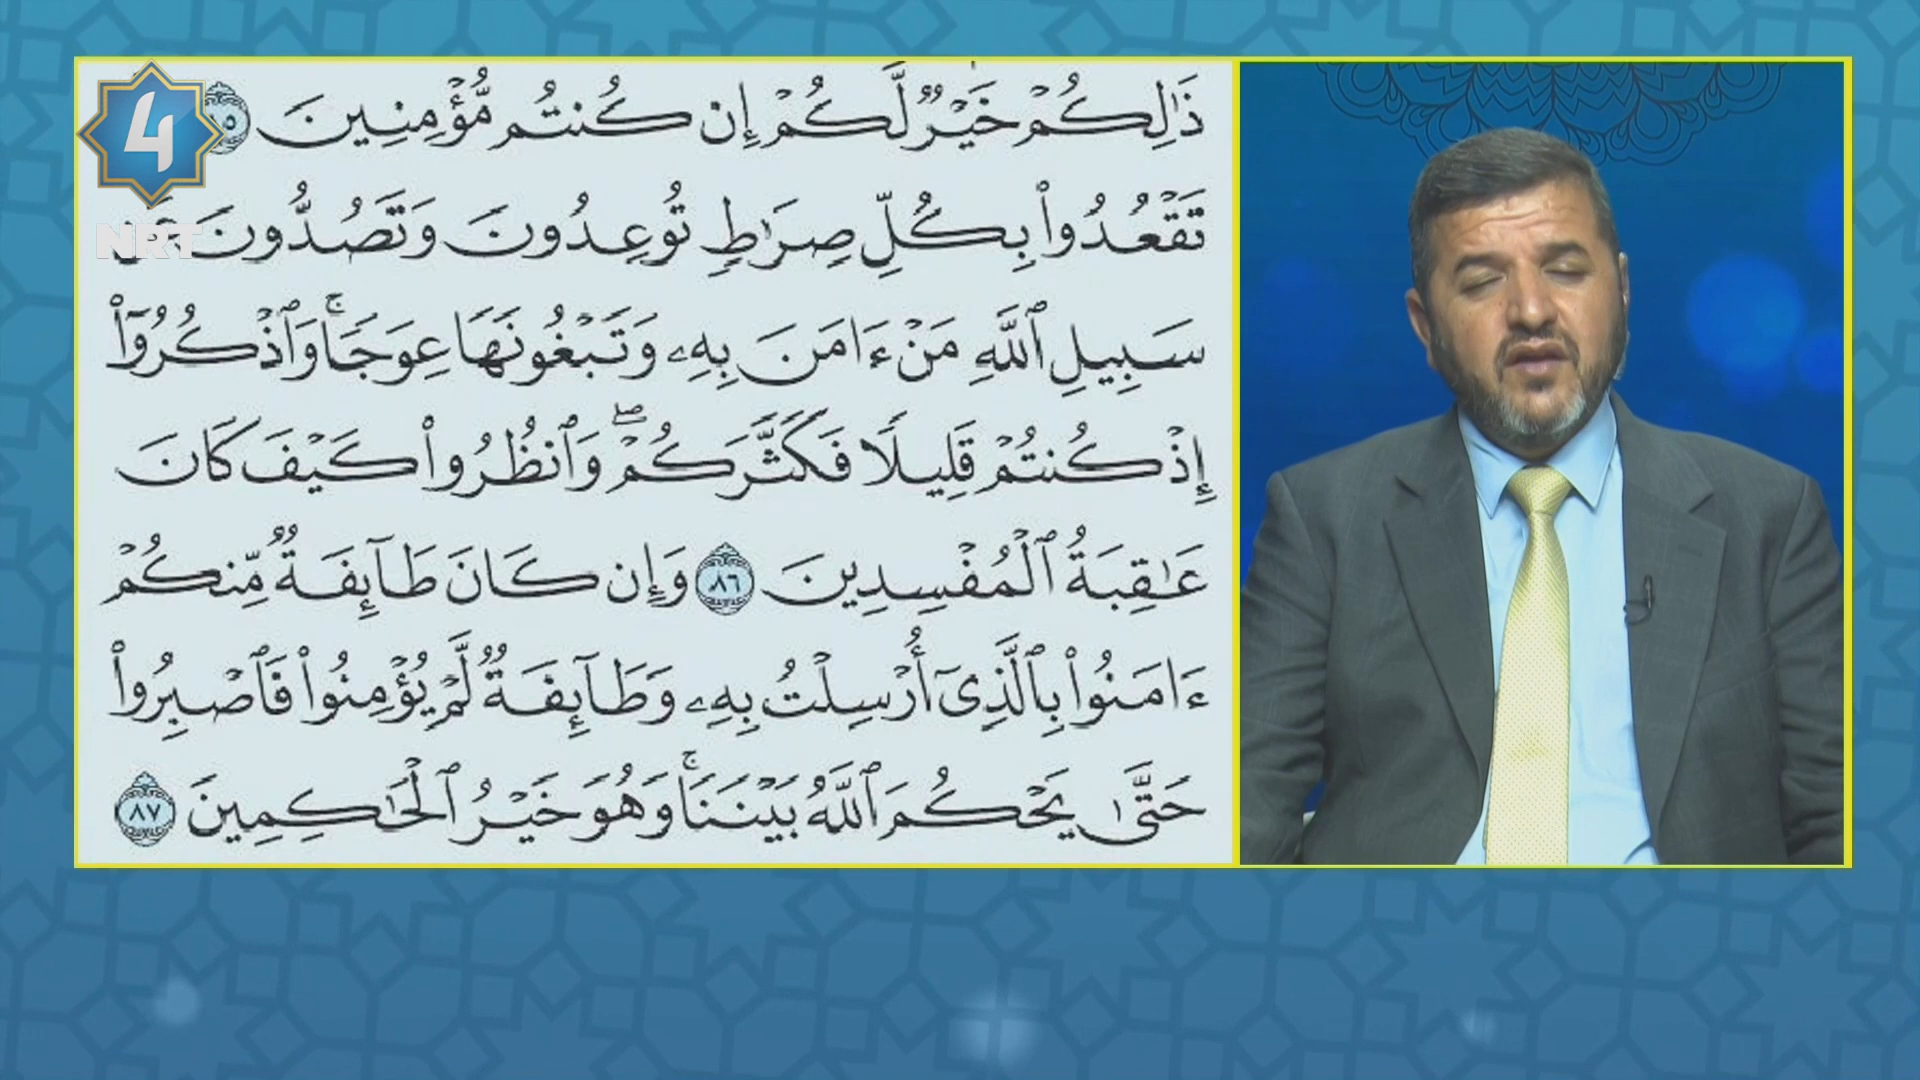 ذَٰلِكُمْ خَيْرٌ لَّكُمْ إِن كُنتُم مُّؤْمِنِينَ
تَقْعُدُوا۟ بِكُلِّ صِرَٰطٍ تُوعِدُونَ وَتَصُدُّونَ عَن
سَبِيلِ ٱللَّهِ مَنْ ءَامَنَ بِهِۦ وَتَبْغُونَهَا عِوَجًا ۚ وَٱذْكُرُوٓا۟
إِذْ كُنتُمْ قَلِيلًا فَكَثَّرَكُمْ ۖ وَٱنظُرُوا۟ كَيْفَ كَانَ
عَٰقِبَةُ ٱلْمُفْسِدِينَ ٨٦ وَإِن كَانَ طَآئِفَةٌ مِّنكُمْ
ءَامَنُوا۟ بِٱلَّذِىٓ أُرْسِلْتُ بِهِۦ وَطَآئِفَةٌ لَّمْ يُؤْمِنُوا۟ فَٱصْبِرُوا۟
حَتَّىٰ يَحْكُمَ ٱللَّهُ بَيْنَنَا ۚ وَهُوَ خَيْرُ ٱلْحَٰكِمِينَ ٨٧
4
NRT